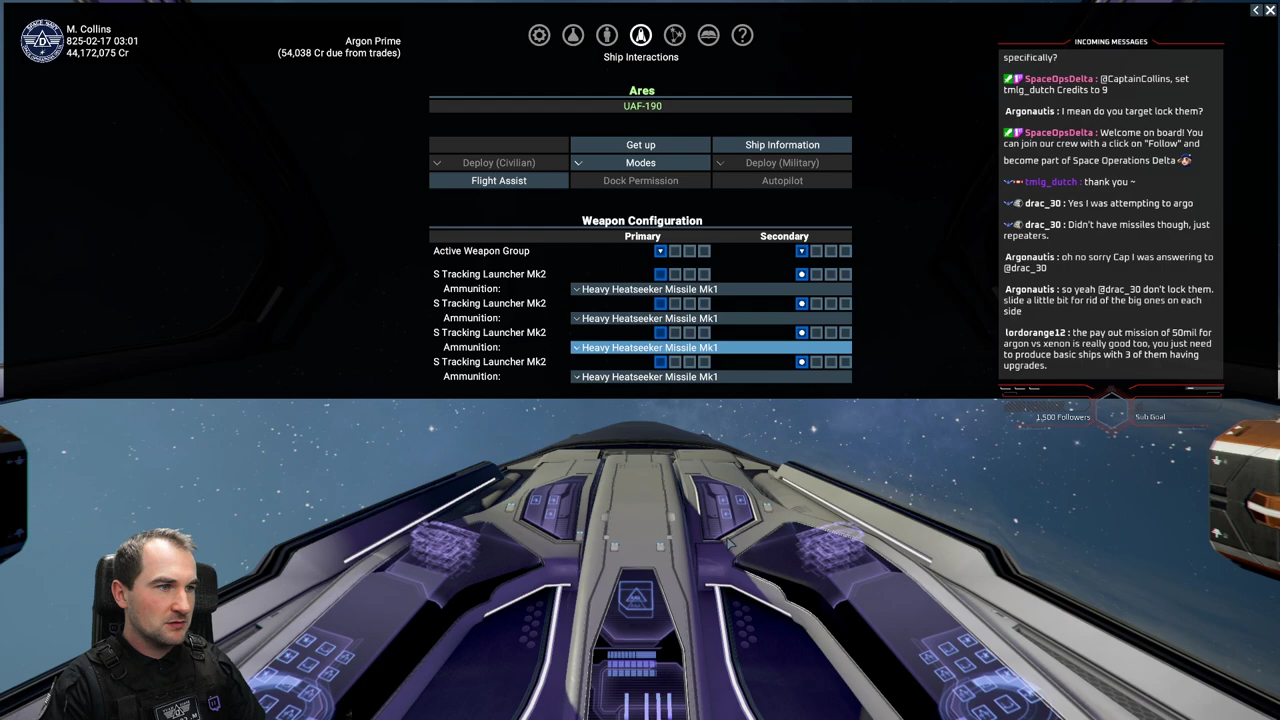 M. Collins
825-02-17 03:01
44,172,075 Cr
Argon Prime
(54,038 Cr due from trades)
Ship Interactions
Ares
UAF-190
Get up
Ship Information
Deploy (Civilian)
Modes
Deploy (Military)
Flight Assist
Dock Permission
Autopilot
Weapon Configuration
Primary
Secondary
Active Weapon Group
S Tracking Launcher Mk2
Ammunition:
Heavy Heatseeker Missile Mk1
S Tracking Launcher Mk2
Ammunition:
Heavy Heatseeker Missile Mk1
S Tracking Launcher Mk2
Ammunition:
Heavy Heatseeker Missile Mk1
S Tracking Launcher Mk2
Ammunition:
Heavy Heatseeker Missile Mk1
INCOMING MESSAGES
specifically?
SpaceOpsDelta : @CaptainCollins, set
tmlg_dutch Credits to 9
Argonautis : I mean do you target lock them?
SpaceOpsDelta : Welcome on board! You
can join our crew with a click on "Follow" and
become part of Space Operations Delta
tmlg_dutch : thank you ~
drac_30 : Yes I was attempting to argo
drac_30 : Didn't have missiles though, just
repeaters.
Argonautis : oh no sorry Cap I was answering to
@drac_30
Argonautis : so yeah @drac_30 don't lock them.
slide a little bit for rid of the big ones on each
side
lordorange12 : the pay out mission of 50mil for
argon vs xenon is really good too, you just need
to produce basic ships with 3 of them having
upgrades.
1,500 Followers
Sub Goal